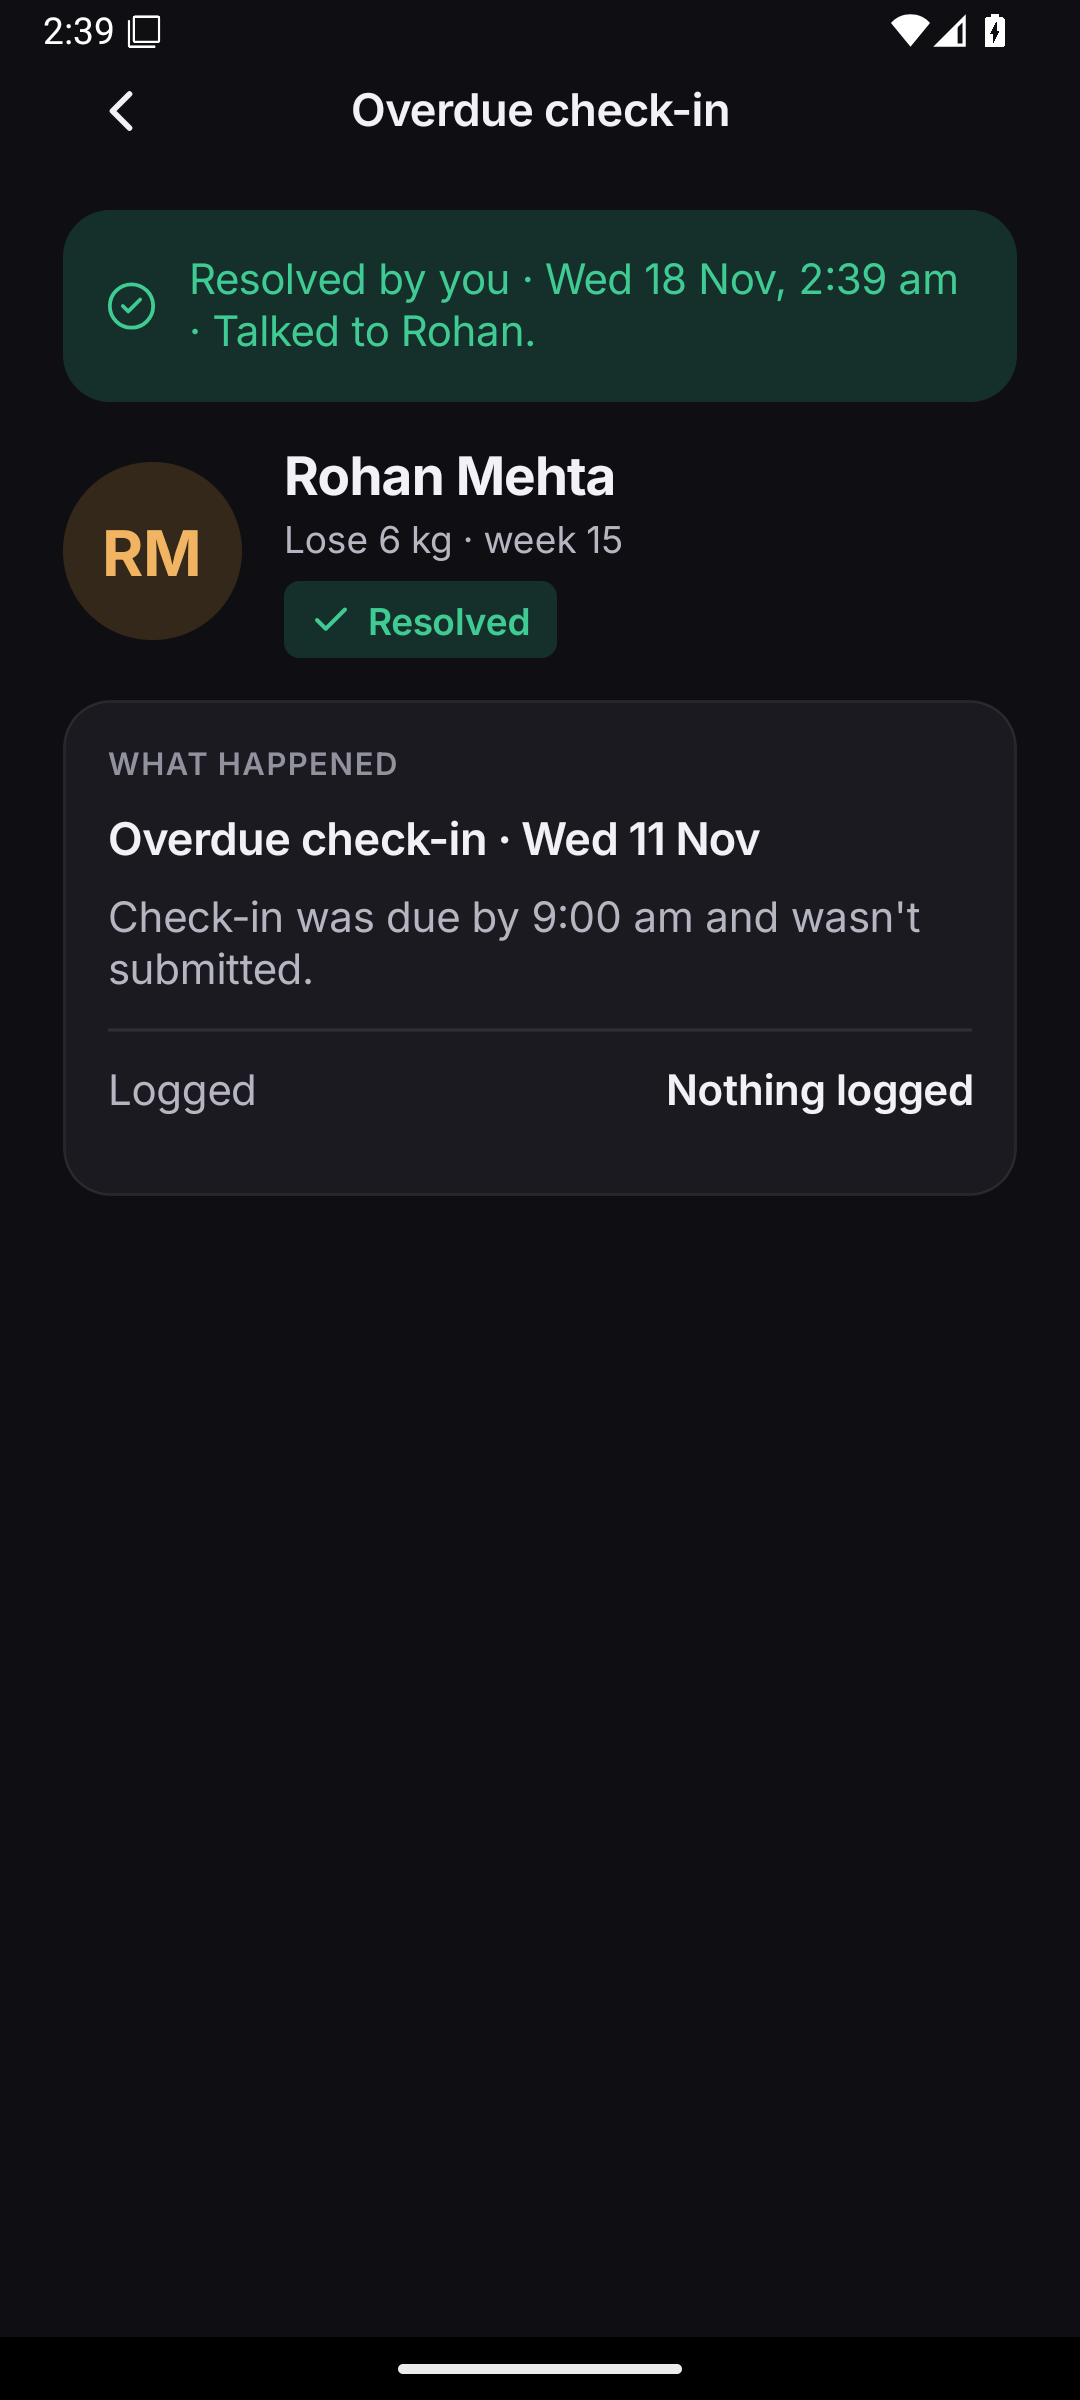 2:39
Overdue check-in
Resolved by you · Wed 18 Nov, 2:39 am
· Talked to Rohan.
RM
Rohan Mehta
Lose 6 kg · week 15
Resolved
WHAT HAPPENED
Overdue check-in · Wed 11 Nov
Check-in was due by 9:00 am and wasn't
submitted.
Logged
Nothing logged